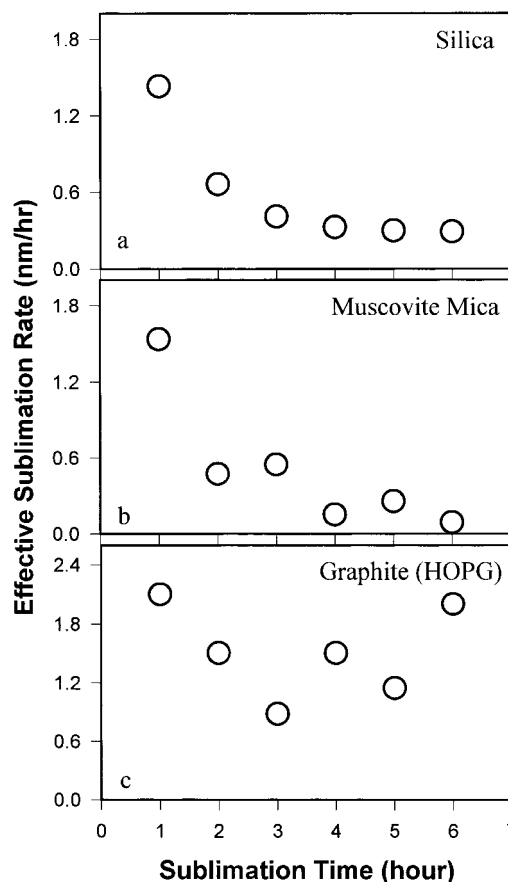 Effective Sublimation Rate (nm/hr)
1.8
Silica
1.2
0.6
a
0.0
Muscovite Mica
1.8
1.2
0.6
b
0.0
2.4
Graphite (HOPG)
1.8
1.2
0.6
c
0.0
0 1 2 3 4 5 6 7
Sublimation Time (hour)